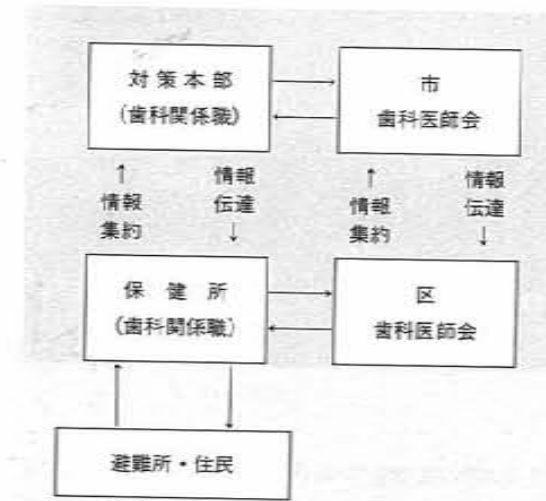 対策本部
(歯科関係職)
市
歯科医師会
↑
情報
集約
情報
伝達
↓
↑
情報
集約
情報
伝達
↓
保健所
(歯科関係職)
区
歯科医師会
避難所・住民